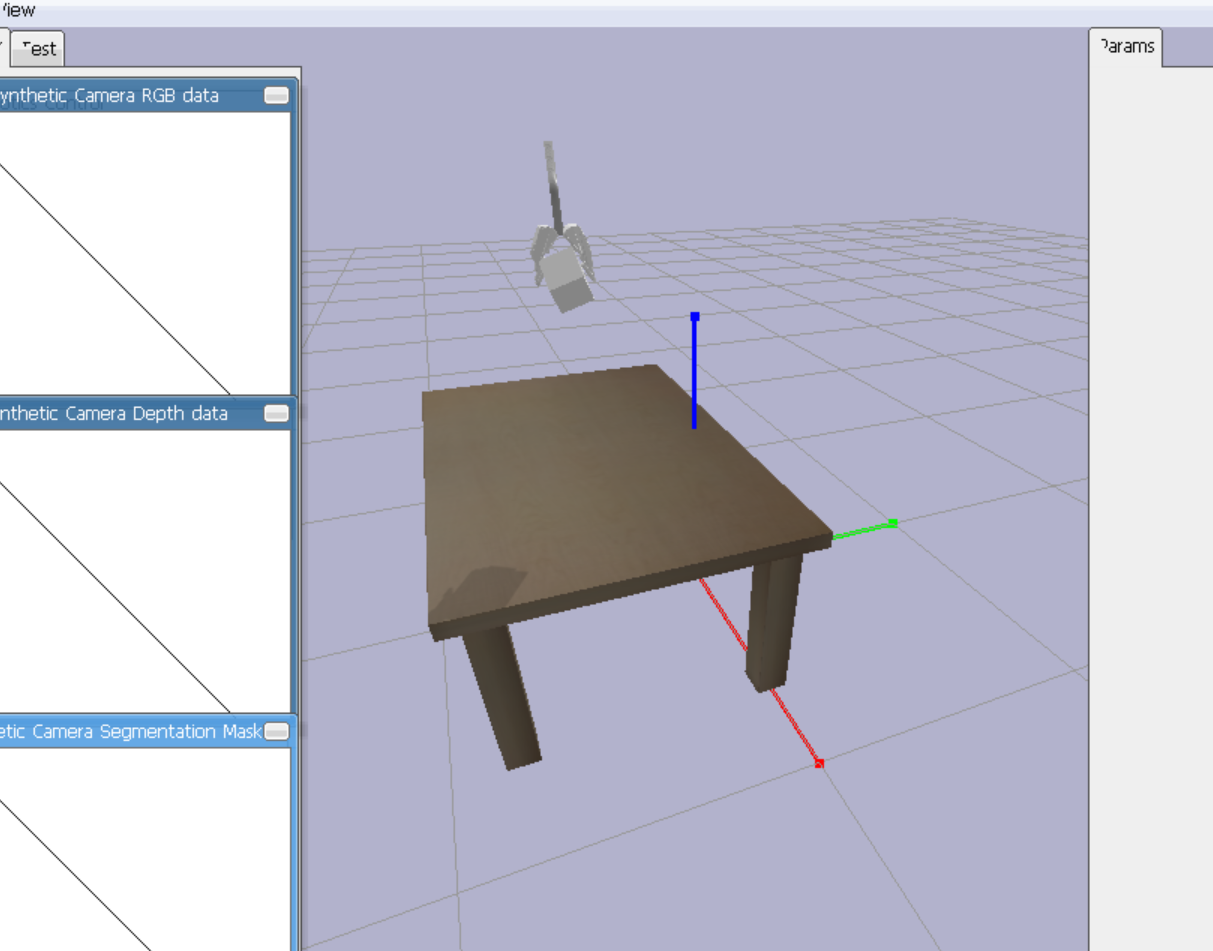 View
Test
Params
ynthetic Camera RGB data
nthetic Camera Depth data
etic Camera Segmentation Mask